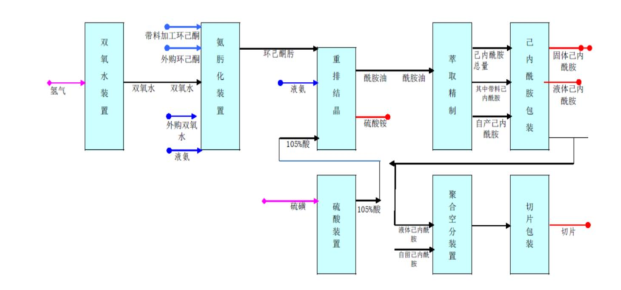 双氧水装置
氨肟化装置
重排结晶
萃取精制
己内酰胺包装
带料加工环己酮
外购环己酮
环己酮肟
氢气
双氧水
双氧水
外购双氧
水
液氨
液氨
105%酸
酰胺油
酰胺油
硫酸铵
己内酰胺
总量
其中带料己
内酰胺
自产己内
酰胺
固体己内
酰胺
液体己内
酰胺
硫磺
硫酸装置
105%酸
液体己内酰
胺
自固己内酰
胺
聚合空分装置
切片包装
切片